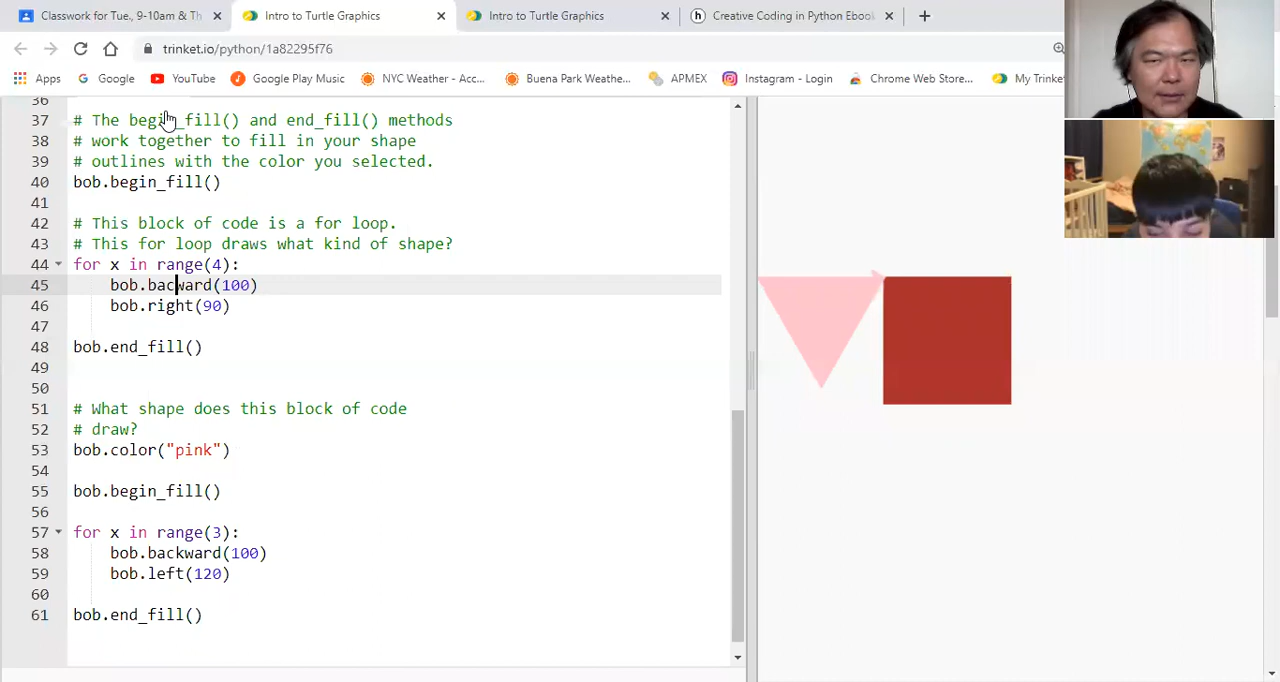 Classwork for Tue., 9-10am & Th
Intro to Turtle Graphics
Intro to Turtle Graphics
Creative Coding in Python Ebook
trinket.io/python/1a82295f76
Apps
Google
YouTube
Google Play Music
NYC Weather - Acc...
Buena Park Weathe...
APMEX
Instagram - Login
Chrome Web Store...
My Trinke
36
37 # The begin_fill() and end_fill() methods
38 # work together to fill in your shape
39 # outlines with the color you selected.
40 bob.begin_fill()
41
42 # This block of code is a for loop.
43 # This for loop draws what kind of shape?
44 for x in range(4):
45 bob.bacward(100)
46 bob.right(90)
47
48 bob.end_fill()
49
50
51 # What shape does this block of code
52 # draw?
53 bob.color("pink")
54
55 bob.begin_fill()
56
57 for x in range(3):
58 bob.backward(100)
59 bob.left(120)
60
61 bob.end_fill()